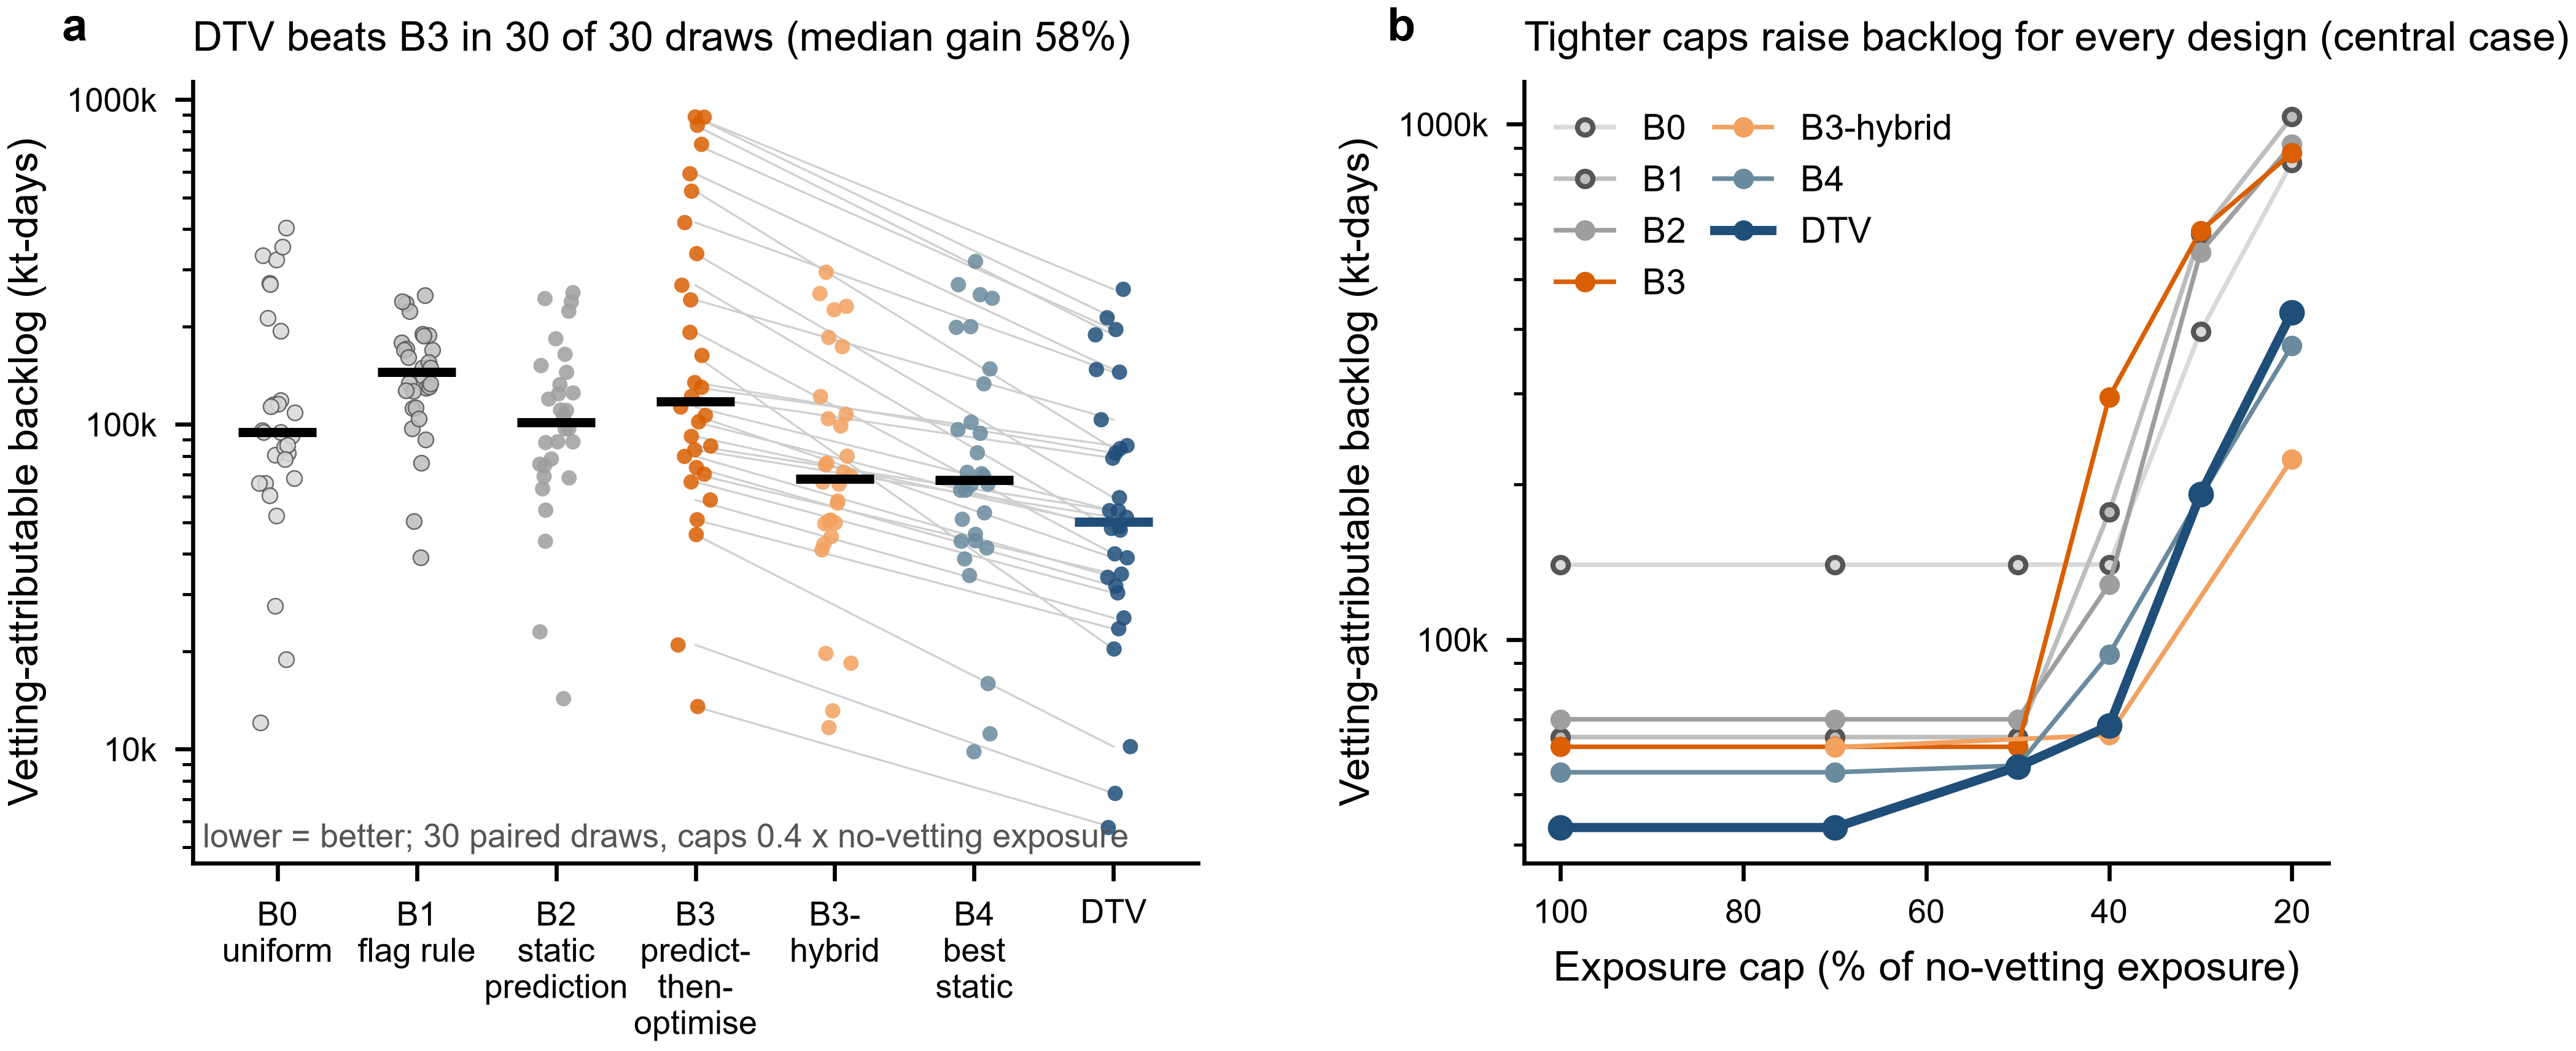 a
DTV beats B3 in 30 of 30 draws (median gain 58%)
Vetting-attributable backlog (kt-days)
1000k
100k
10k
lower = better; 30 paired draws, caps 0.4 x no-vetting exposure
B0
uniform
B1
flag rule
B2
static
prediction
B3
predict-
then-
optimise
B3-
hybrid
B4
best
static
DTV
b
Tighter caps raise backlog for every design (central case)
Vetting-attributable backlog (kt-days)
1000k
100k
B0
B1
B2
B3
B3-hybrid
B4
DTV
100
80
60
40
20
Exposure cap (% of no-vetting exposure)